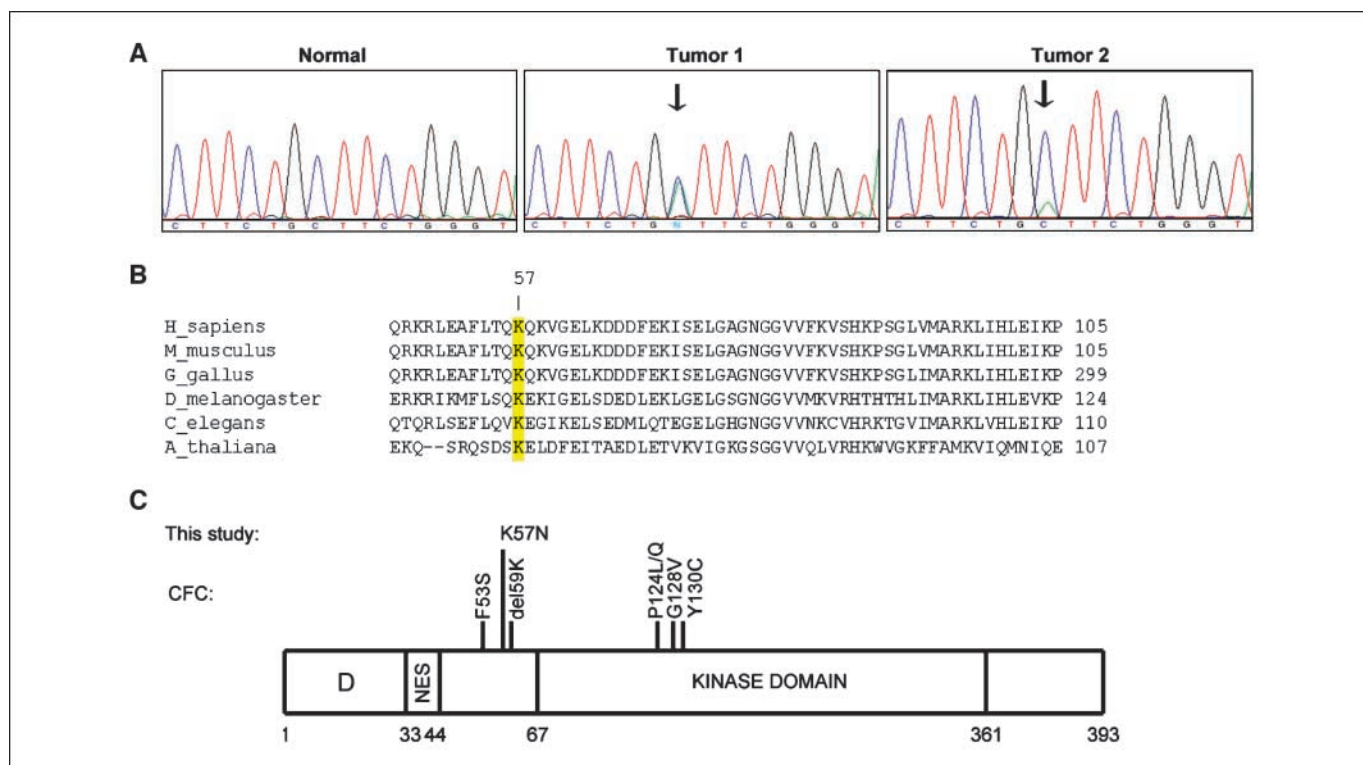 A
Normal
Tumor 1
Tumor 2
C T T C T G C T T C T G G G T
C T T C T G N T T C T G G G T
C T T C T G C T T C T G G G T
B
57
H_sapiens QRKRLEAFLTQKQKVGELKDDDFEKISELGAGNGGVVFKVSHKPSGLVMARKLIHLEIKP 105
M_musculus QRKRLEAFLTQKQKVGELKDDDFEKISELGAGNGGVVFKVSHKPSGLVMARKLIHLEIKP 105
G_gallus QRKRLEAFLTQKQKVGELKDDDFEKISELGAGNGGVVFKVSHKPSGLIMARKLIHLEIKP 299
D_melanogaster ERKRIKMFLSQKEKIGELSDEDLEKLGELGSGNGGVVMKVRHTHTHLIMARKLIHLEVKP 124
C_elegans QTQRLSEFLQVKEGIKELSEDMLQTEGELGHGNGGVVNKCVHRKTGVIMARKLVHLEIKP 110
A_thaliana EKQ--SRQSDSKELDFEITAEDLETVKVIGKGSGGVVQLVRHKWVGKFFAMKVIQMNIQE 107
C
This study:
K57N
CFC:
F53S
del59K
P124L/Q
G128V
Y130C
D
NES
KINASE DOMAIN
1
33
44
67
361
393